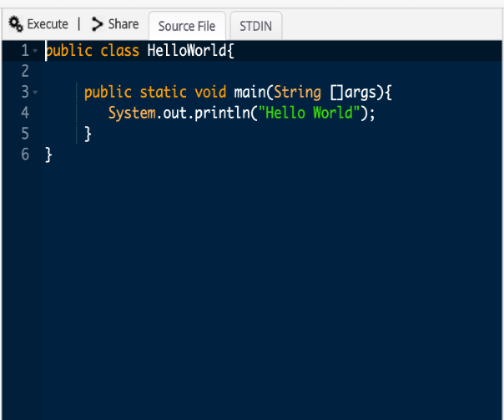 Execute | Share Source File STDIN
1 public class HelloWorld{
2
3 public static void main(String []args){
4 System.out.println("Hello World");
5 }
6 }